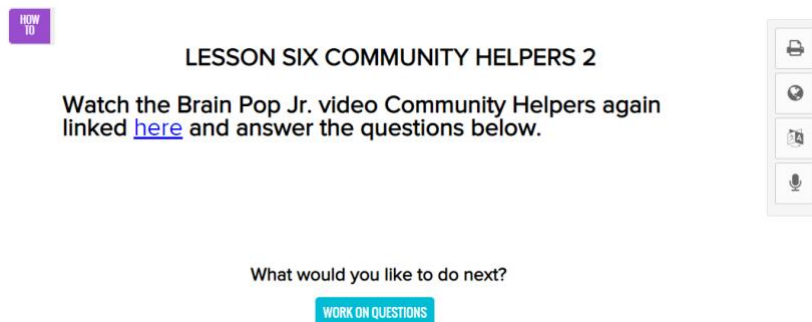 HOW
TO
LESSON SIX COMMUNITY HELPERS 2
Watch the Brain Pop Jr. video Community Helpers again
linked here and answer the questions below.
What would you like to do next?
WORK ON QUESTIONS